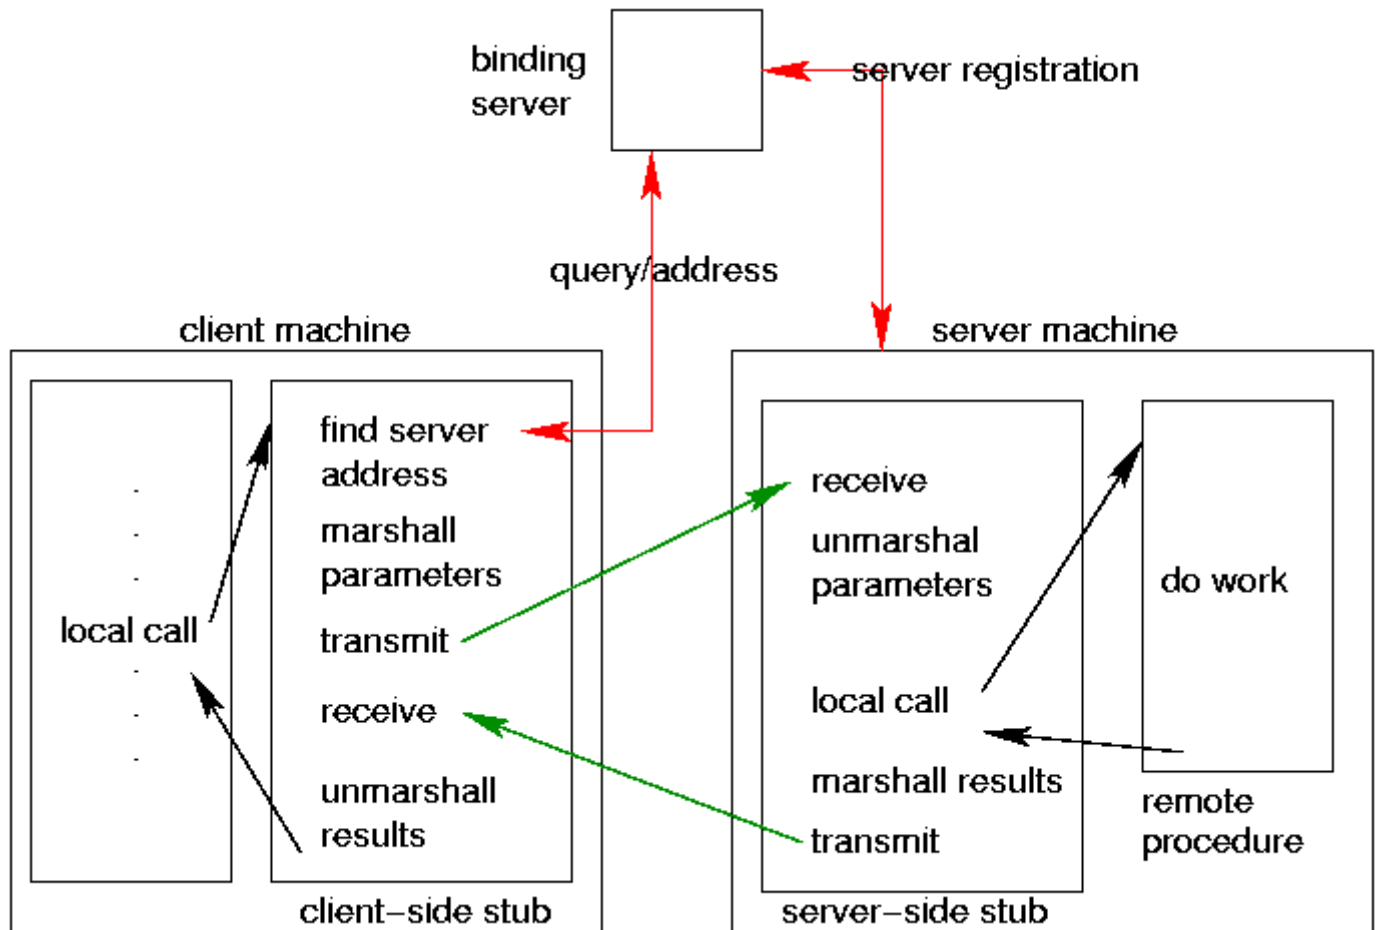 binding
server
server registration
query/address
client machine
server machine
find server
address
marshall
parameters
local call
transmit
receive
unmarshall
results
client-side stub
receive
unmarshal
parameters
local call
marshall results
transmit
server-side stub
do work
remote
procedure